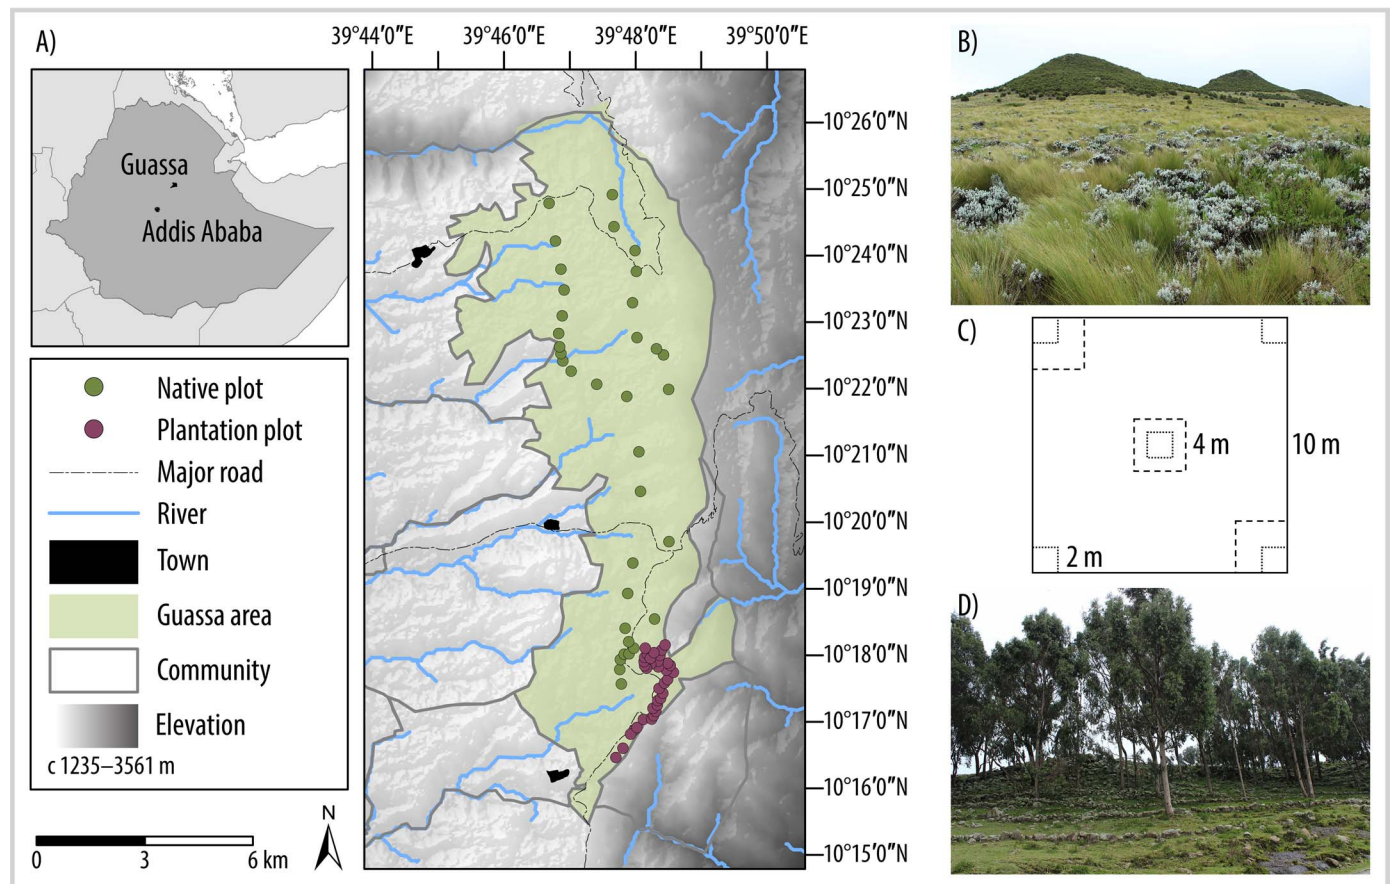 A)
39°44′0″E 39°46′0″E 39°48′0″E 39°50′0″E
Guassa
Addis Ababa
Native plot
Plantation plot
Major road
River
Town
Guassa area
Community
Elevation
c 1235–3561 m
N
0 3 6 km
10°26′0″N
10°25′0″N
10°24′0″N
10°23′0″N
10°22′0″N
10°21′0″N
10°20′0″N
10°19′0″N
10°18′0″N
10°17′0″N
10°16′0″N
10°15′0″N
B)
C)
4 m
10 m
2 m
D)